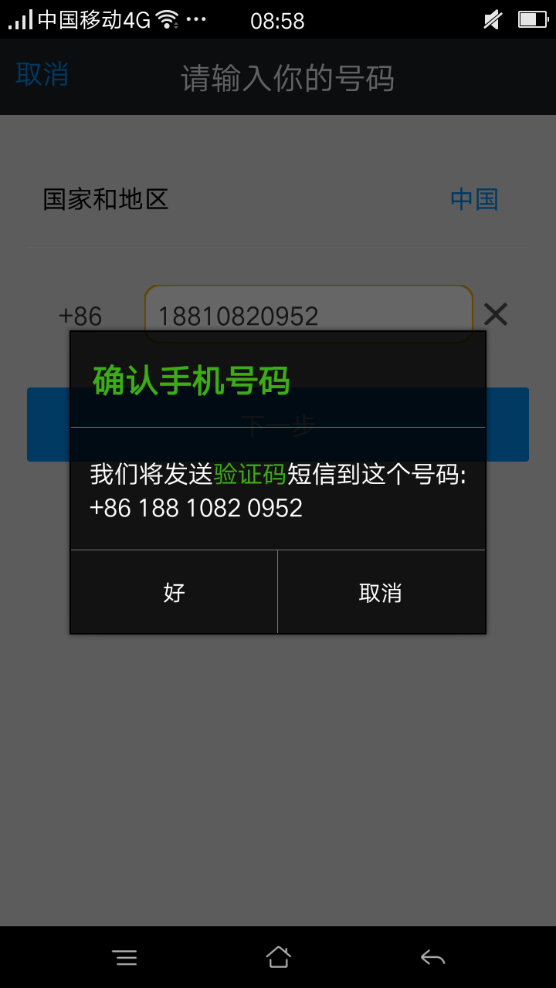 中国移动4G ··· 08:58
取消 请输入你的号码
国家和地区 中国
+86 18810820952
下一步
确认手机号码
我们将发送验证码短信到这个号码:
+86 188 1082 0952
好 取消